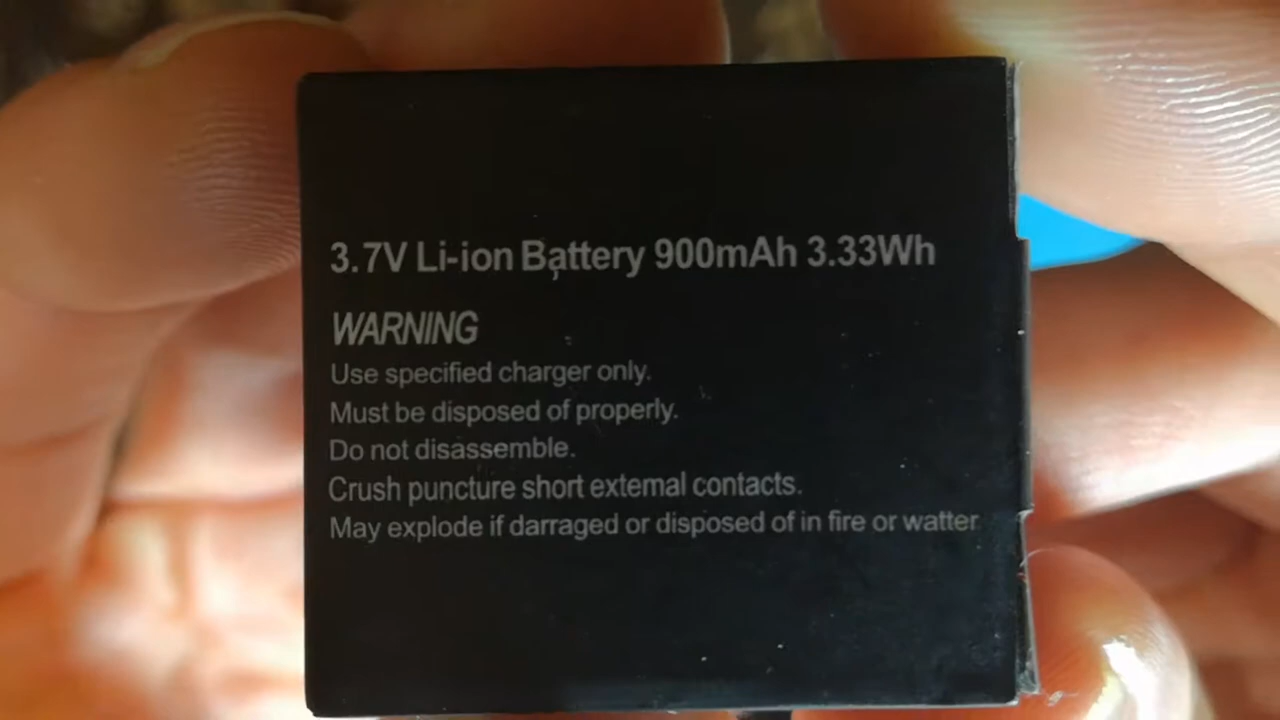 3.7V Li-ion Battery 900mAh 3.33Wh
WARNING
Use specified charger only.
Must be disposed of properly.
Do not disassemble.
Crush puncture short extemal contacts.
May explode if darraged or disposed of in fire or watter